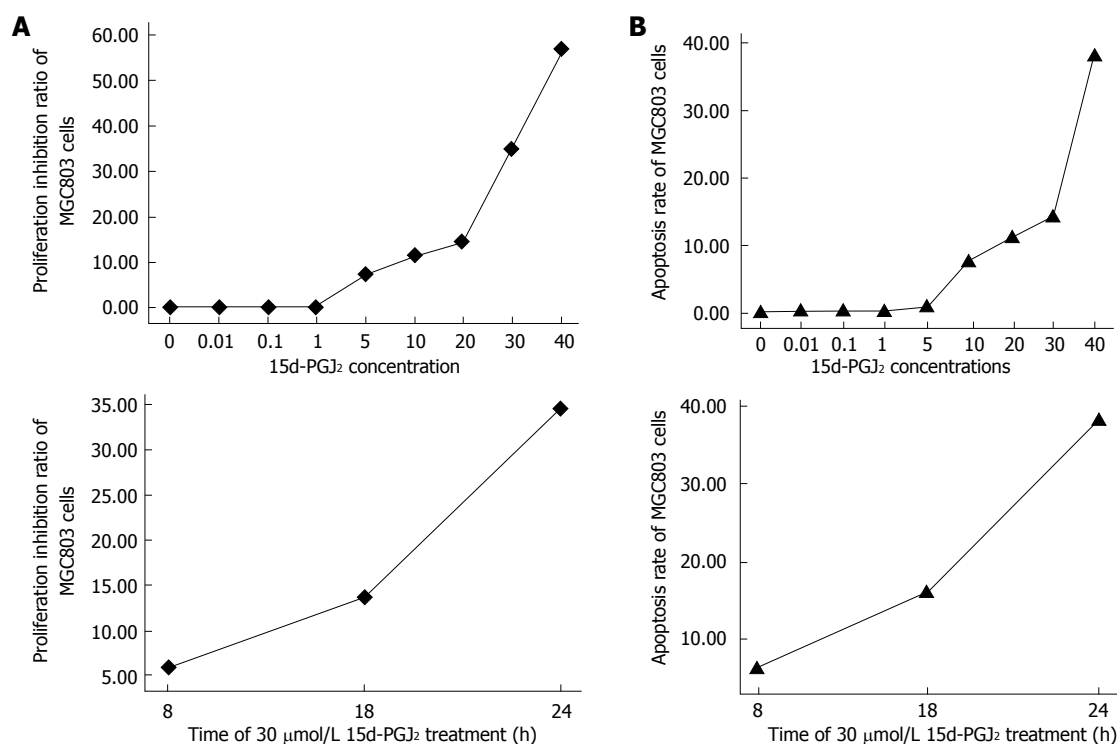 A
Proliferation inhibition ratio of
MGC803 cells
60.00
50.00
40.00
30.00
20.00
10.00
0.00
0 0.01 0.1 1 5 10 20 30 40
15d-PGJ₂ concentration
B
Apoptosis rate of MGC803 cells
40.00
30.00
20.00
10.00
0.00
0 0.01 0.1 1 5 10 20 30 40
15d-PGJ₂ concentrations
Proliferation inhibition ratio of
MGC803 cells
35.00
30.00
25.00
20.00
15.00
10.00
5.00
8 18 24
Time of 30 μmol/L 15d-PGJ₂ treatment (h)
Apoptosis rate of MGC803 cells
40.00
30.00
20.00
10.00
8 18 24
Time of 30 μmol/L 15d-PGJ₂ treatment (h)